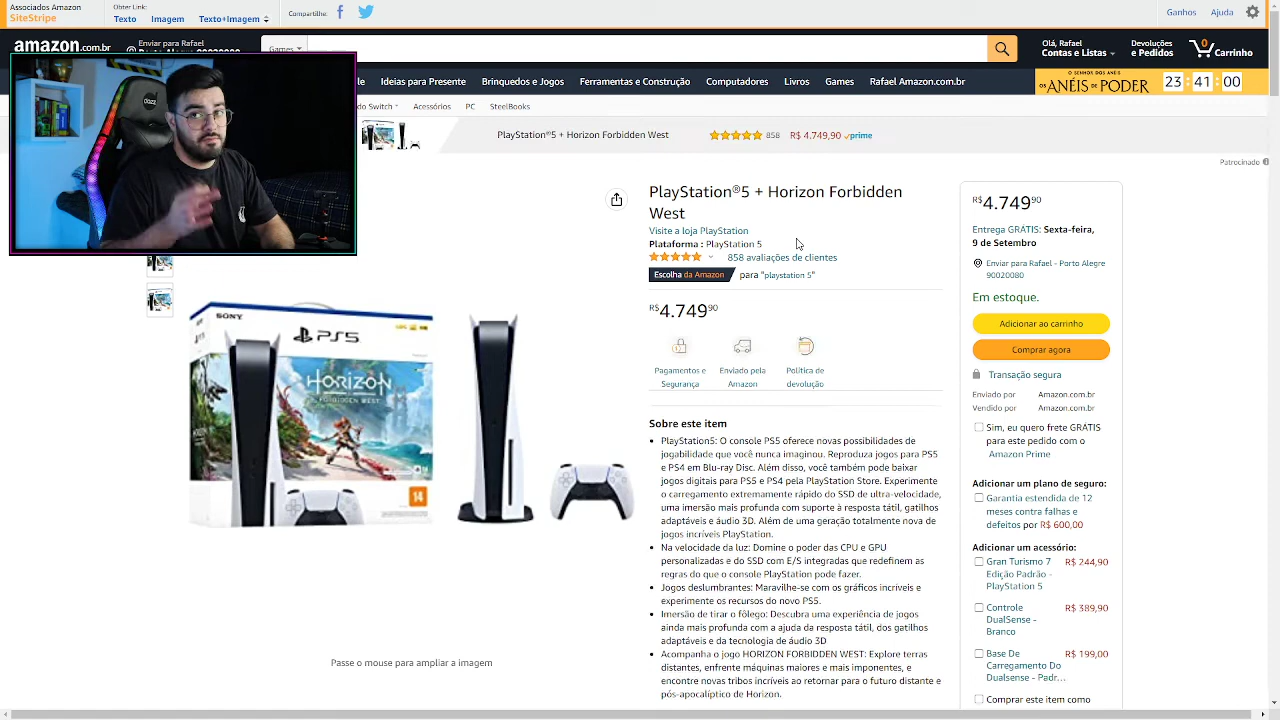 Associados Amazon
SiteStripe
Obter Link:
Texto
Imagem
Texto+Imagem
Compartilhe:
Ganhos
Ajuda
amazon.com.br
Enviar para Rafael
Games
Olá, Rafael
Contas e Listas
Devoluções
e Pedidos
0
Carrinho
Ideias para Presente
Brinquedos e Jogos
Ferramentas e Construção
Computadores
Livros
Games
Rafael Amazon.com.br
O SENHOR DOS ANÉIS
OS ANÉIS DE PODER
23 : 41 : 00
do Switch
Acessórios
PC
SteelBooks
PlayStation®5 + Horizon Forbidden West
858
R$ 4.749,90
prime
Patrocinado
PlayStation®5 + Horizon Forbidden
West
Visite a loja PlayStation
Plataforma : PlayStation 5
858 avaliações de clientes
Escolha da Amazon
para "playstation 5"
R$ 4.749 90
Pagamentos e
Segurança
Enviado pela
Amazon
Política de
devolução
Sobre este item
PlayStation5: O console PS5 oferece novas possibilidades de
jogabilidade que você nunca imaginou. Reproduza jogos para PS5
e PS4 em Blu-ray Disc. Além disso, você também pode baixar
jogos digitais para PS5 e PS4 pela PlayStation Store. Experimente
o carregamento extremamente rápido do SSD de ultra-velocidade,
uma imersão mais profunda com suporte à resposta tátil, gatilhos
adaptáveis e áudio 3D. Além de uma geração totalmente nova de
jogos incríveis PlayStation.
Na velocidade da luz: Domine o poder das CPU e GPU
personalizadas e do SSD com E/S integradas que redefinem as
regras do que o console PlayStation pode fazer.
Jogos deslumbrantes: Maravilhe-se com os gráficos incríveis e
experimente os recursos do novo PS5.
Imersão de tirar o fôlego: Descubra uma experiência de jogos
ainda mais profunda com a ajuda da resposta tátil, dos gatilhos
adaptáveis e da tecnologia de áudio 3D
Acompanha o jogo HORIZON FORBIDDEN WEST: Explore terras
distantes, enfrente máquinas maiores e mais imponentes, e
encontre novas tribos incríveis ao retornar para o futuro distante e
pós-apocalíptico de Horizon.
SONY
PS5
HORIZON
FORBIDDEN WEST
14
Passe o mouse para ampliar a imagem
R$ 4.749 90
Entrega GRÁTIS: Sexta-feira,
9 de Setembro
Enviar para Rafael - Porto Alegre
90020080
Em estoque.
Adicionar ao carrinho
Comprar agora
Transação segura
Enviado por Amazon.com.br
Vendido por Amazon.com.br
Sim, eu quero frete GRÁTIS
para este pedido com o
Amazon Prime
Adicionar um plano de seguro:
Garantia estendida de 12
meses contra falhas e
defeitos por R$ 600,00
Adicionar um acessório:
Gran Turismo 7 R$ 244,90
Edição Padrão -
PlayStation 5
Controle R$ 389,90
DualSense -
Branco
Base De R$ 199,00
Carregamento Do
Dualsense - Padr...
Comprar este item como